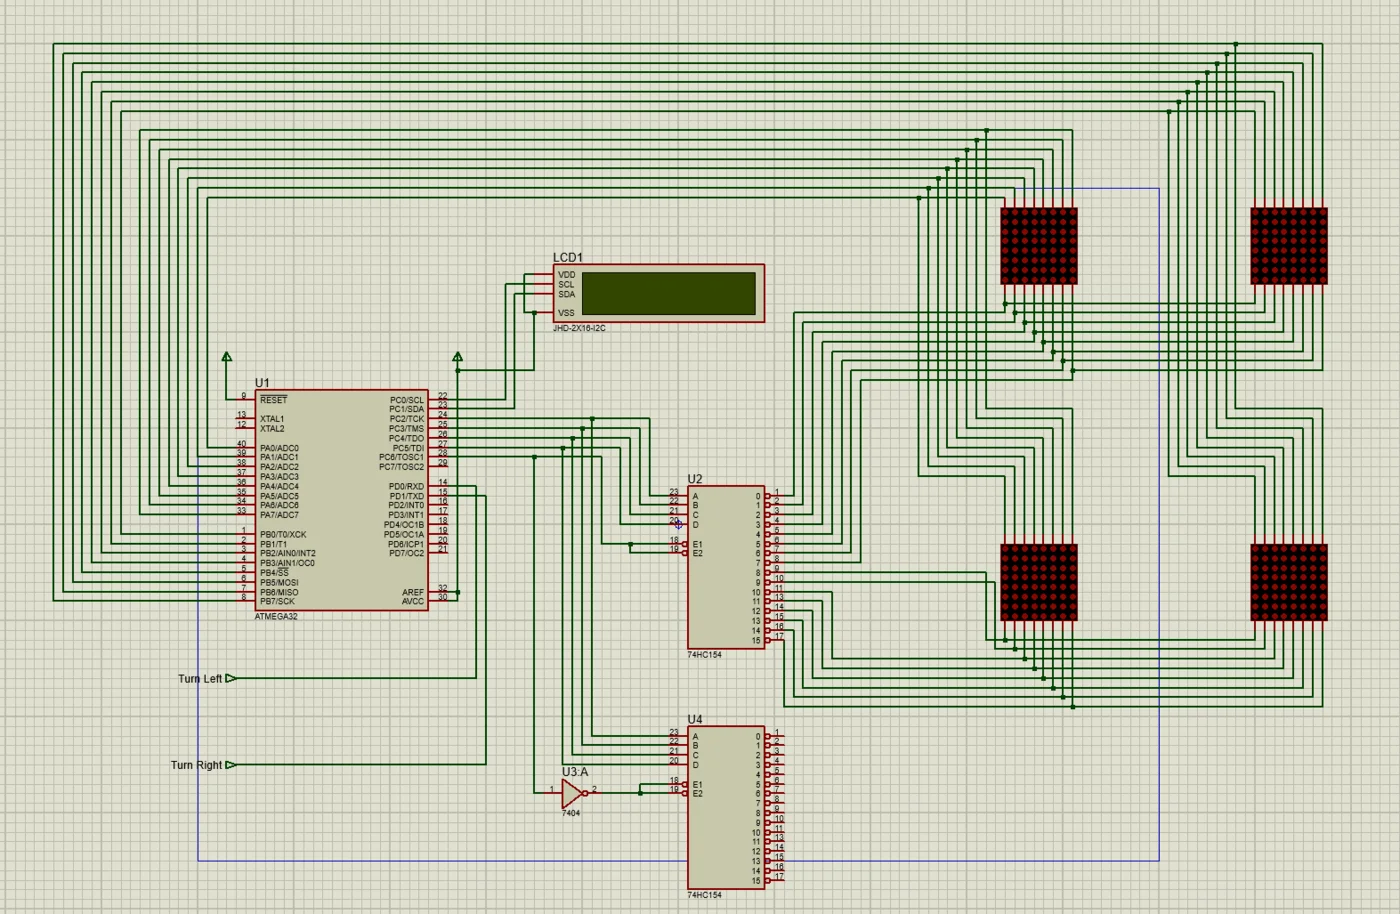 LCD1
VDD
SCL
SDA
VSS
JHD-2X16-I2C
U1
9 RESET PC0/SCL 22
PC1/SDA 23
13 XTAL1 PC2/TCK 24
12 XTAL2 PC3/TMS 25
PC4/TDO 26
40 PA0/ADC0 PC5/TDI 27
39 PA1/ADC1 PC6/TOSC1 28
38 PA2/ADC2 PC7/TOSC2 29
37 PA3/ADC3
36 PA4/ADC4 PD0/RXD 14
35 PA5/ADC5 PD1/TXD 15
34 PA6/ADC6 PD2/INT0 16
33 PA7/ADC7 PD3/INT1 17
PD4/OC1B 18
1 PB0/T0/XCK PD5/OC1A 19
2 PB1/T1 PD6/ICP1 20
3 PB2/AIN0/INT2 PD7/OC2 21
4 PB3/AIN1/OC0
5 PB4/SS
6 PB5/MOSI
7 PB6/MISO AREF 32
8 PB7/SCK AVCC 30
ATMEGA32
U2
23 A 0 1
22 B 1 2
21 C 2 3
20 D 3 4
4 5
18 E1 5 6
19 E2 6 7
7 8
8 9
9 10
10 11
11 13
12 14
13 15
14 16
15 17
74HC154
Turn Left
Turn Right
U4
23 A 0 1
22 B 1 2
21 C 2 3
20 D 3 4
4 5
18 E1 5 6
19 E2 6 7
7 8
8 9
9 10
10 11
11 13
12 14
13 15
14 16
15 17
74HC154
U3:A
1 2
7404